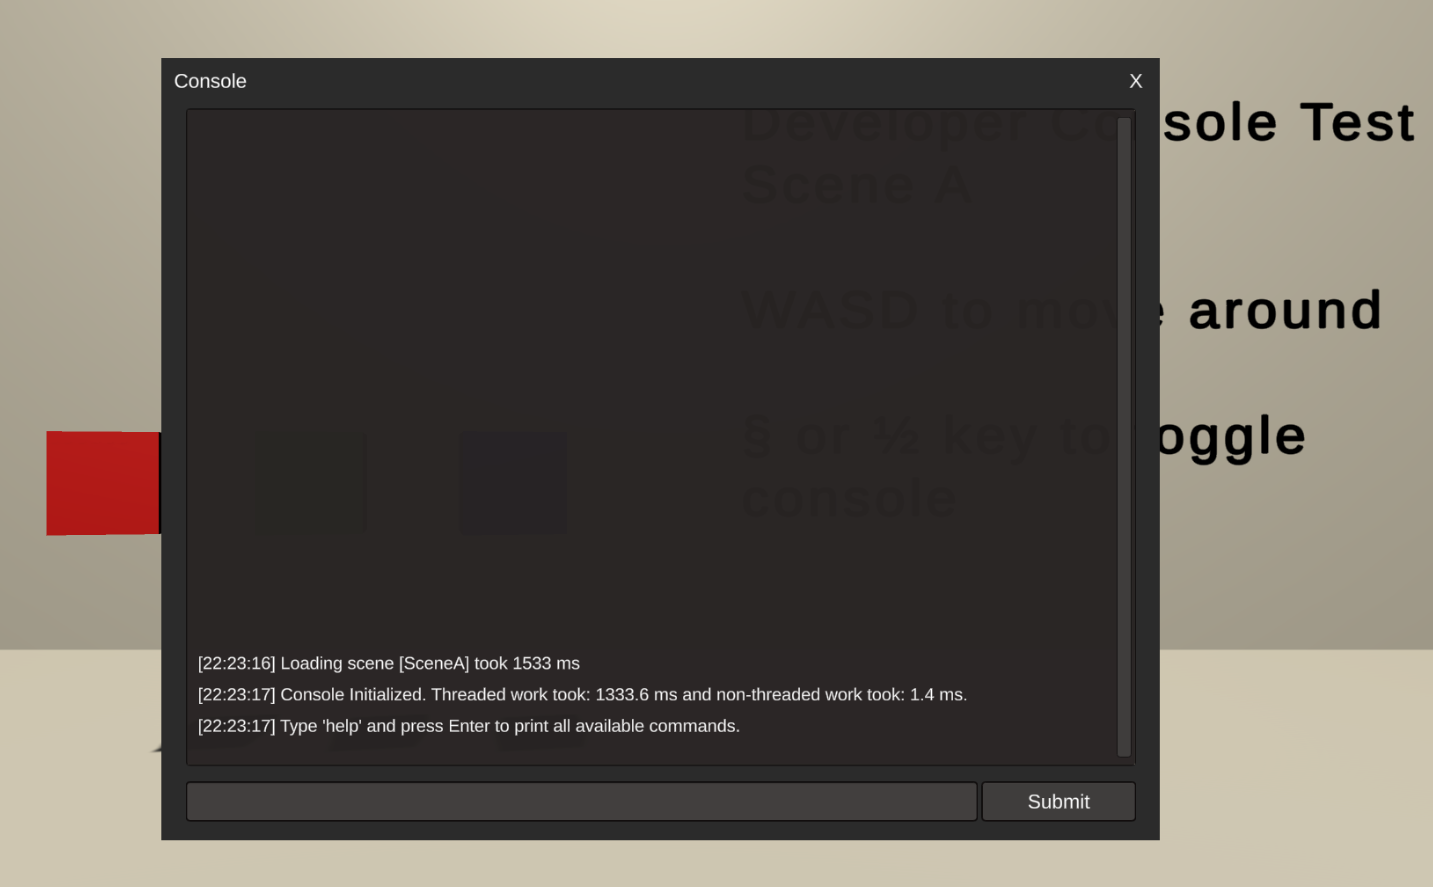 Console
X
Developer Console Test
Scene A
WASD to move around
§ or ½ key to toggle
console
[22:23:16] Loading scene [SceneA] took 1533 ms
[22:23:17] Console Initialized. Threaded work took: 1333.6 ms and non-threaded work took: 1.4 ms.
[22:23:17] Type 'help' and press Enter to print all available commands.
Submit